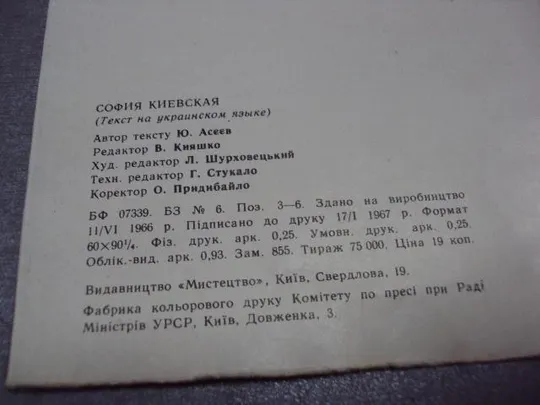 СОФИЯ КИЕВСКАЯ
(Текст на украинском языке)
Автор тексту Ю. Асеев
Редактор В. Кияшко
Худ. редактор Л. Шурховецький
Техн. редактор Г. Стукало
Коректор О. Придибайло
БФ 07339. БЗ № 6. Поз. 3—6. Здано на виробництво
11/VI 1966 р. Підписано до друку 17/I 1967 р. Формат
60×90¹/₄. Фіз. друк. арк. 0,25. Умовн. друк. арк. 0,25.
Облік.-вид. арк. 0,93. Зам. 855. Тираж 75 000. Ціна 19 коп.
Видавництво «Мистецтво», Київ, Свердлова, 19.
Фабрика кольорового друку Комітету по пресі при Раді
Міністрів УРСР, Київ, Довженка, 3.